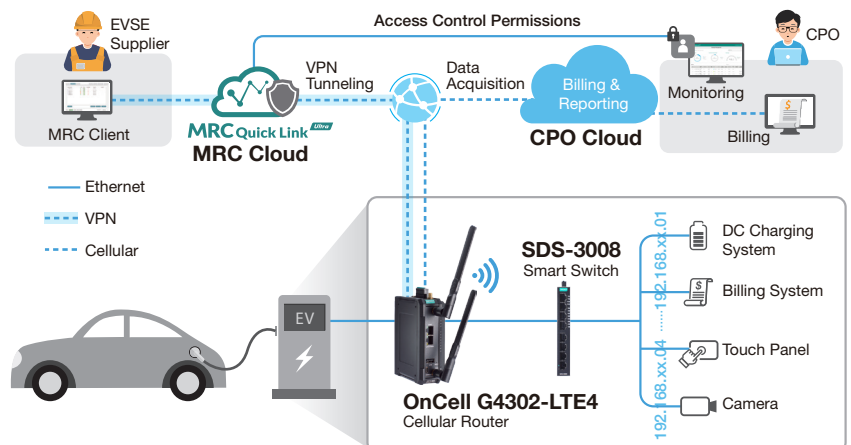 Access Control Permissions
EVSE
Supplier
MRC Client
VPN
Tunneling
MRC Quick Link Ultra
MRC Cloud
Data
Acquisition
Billing &
Reporting
CPO Cloud
CPO
Monitoring
Billing
Ethernet
VPN
Cellular
EV
SDS-3008
Smart Switch
OnCell G4302-LTE4
Cellular Router
192.168.xx.04 ...... 192.168.xx.01
DC Charging
System
Billing System
Touch Panel
Camera